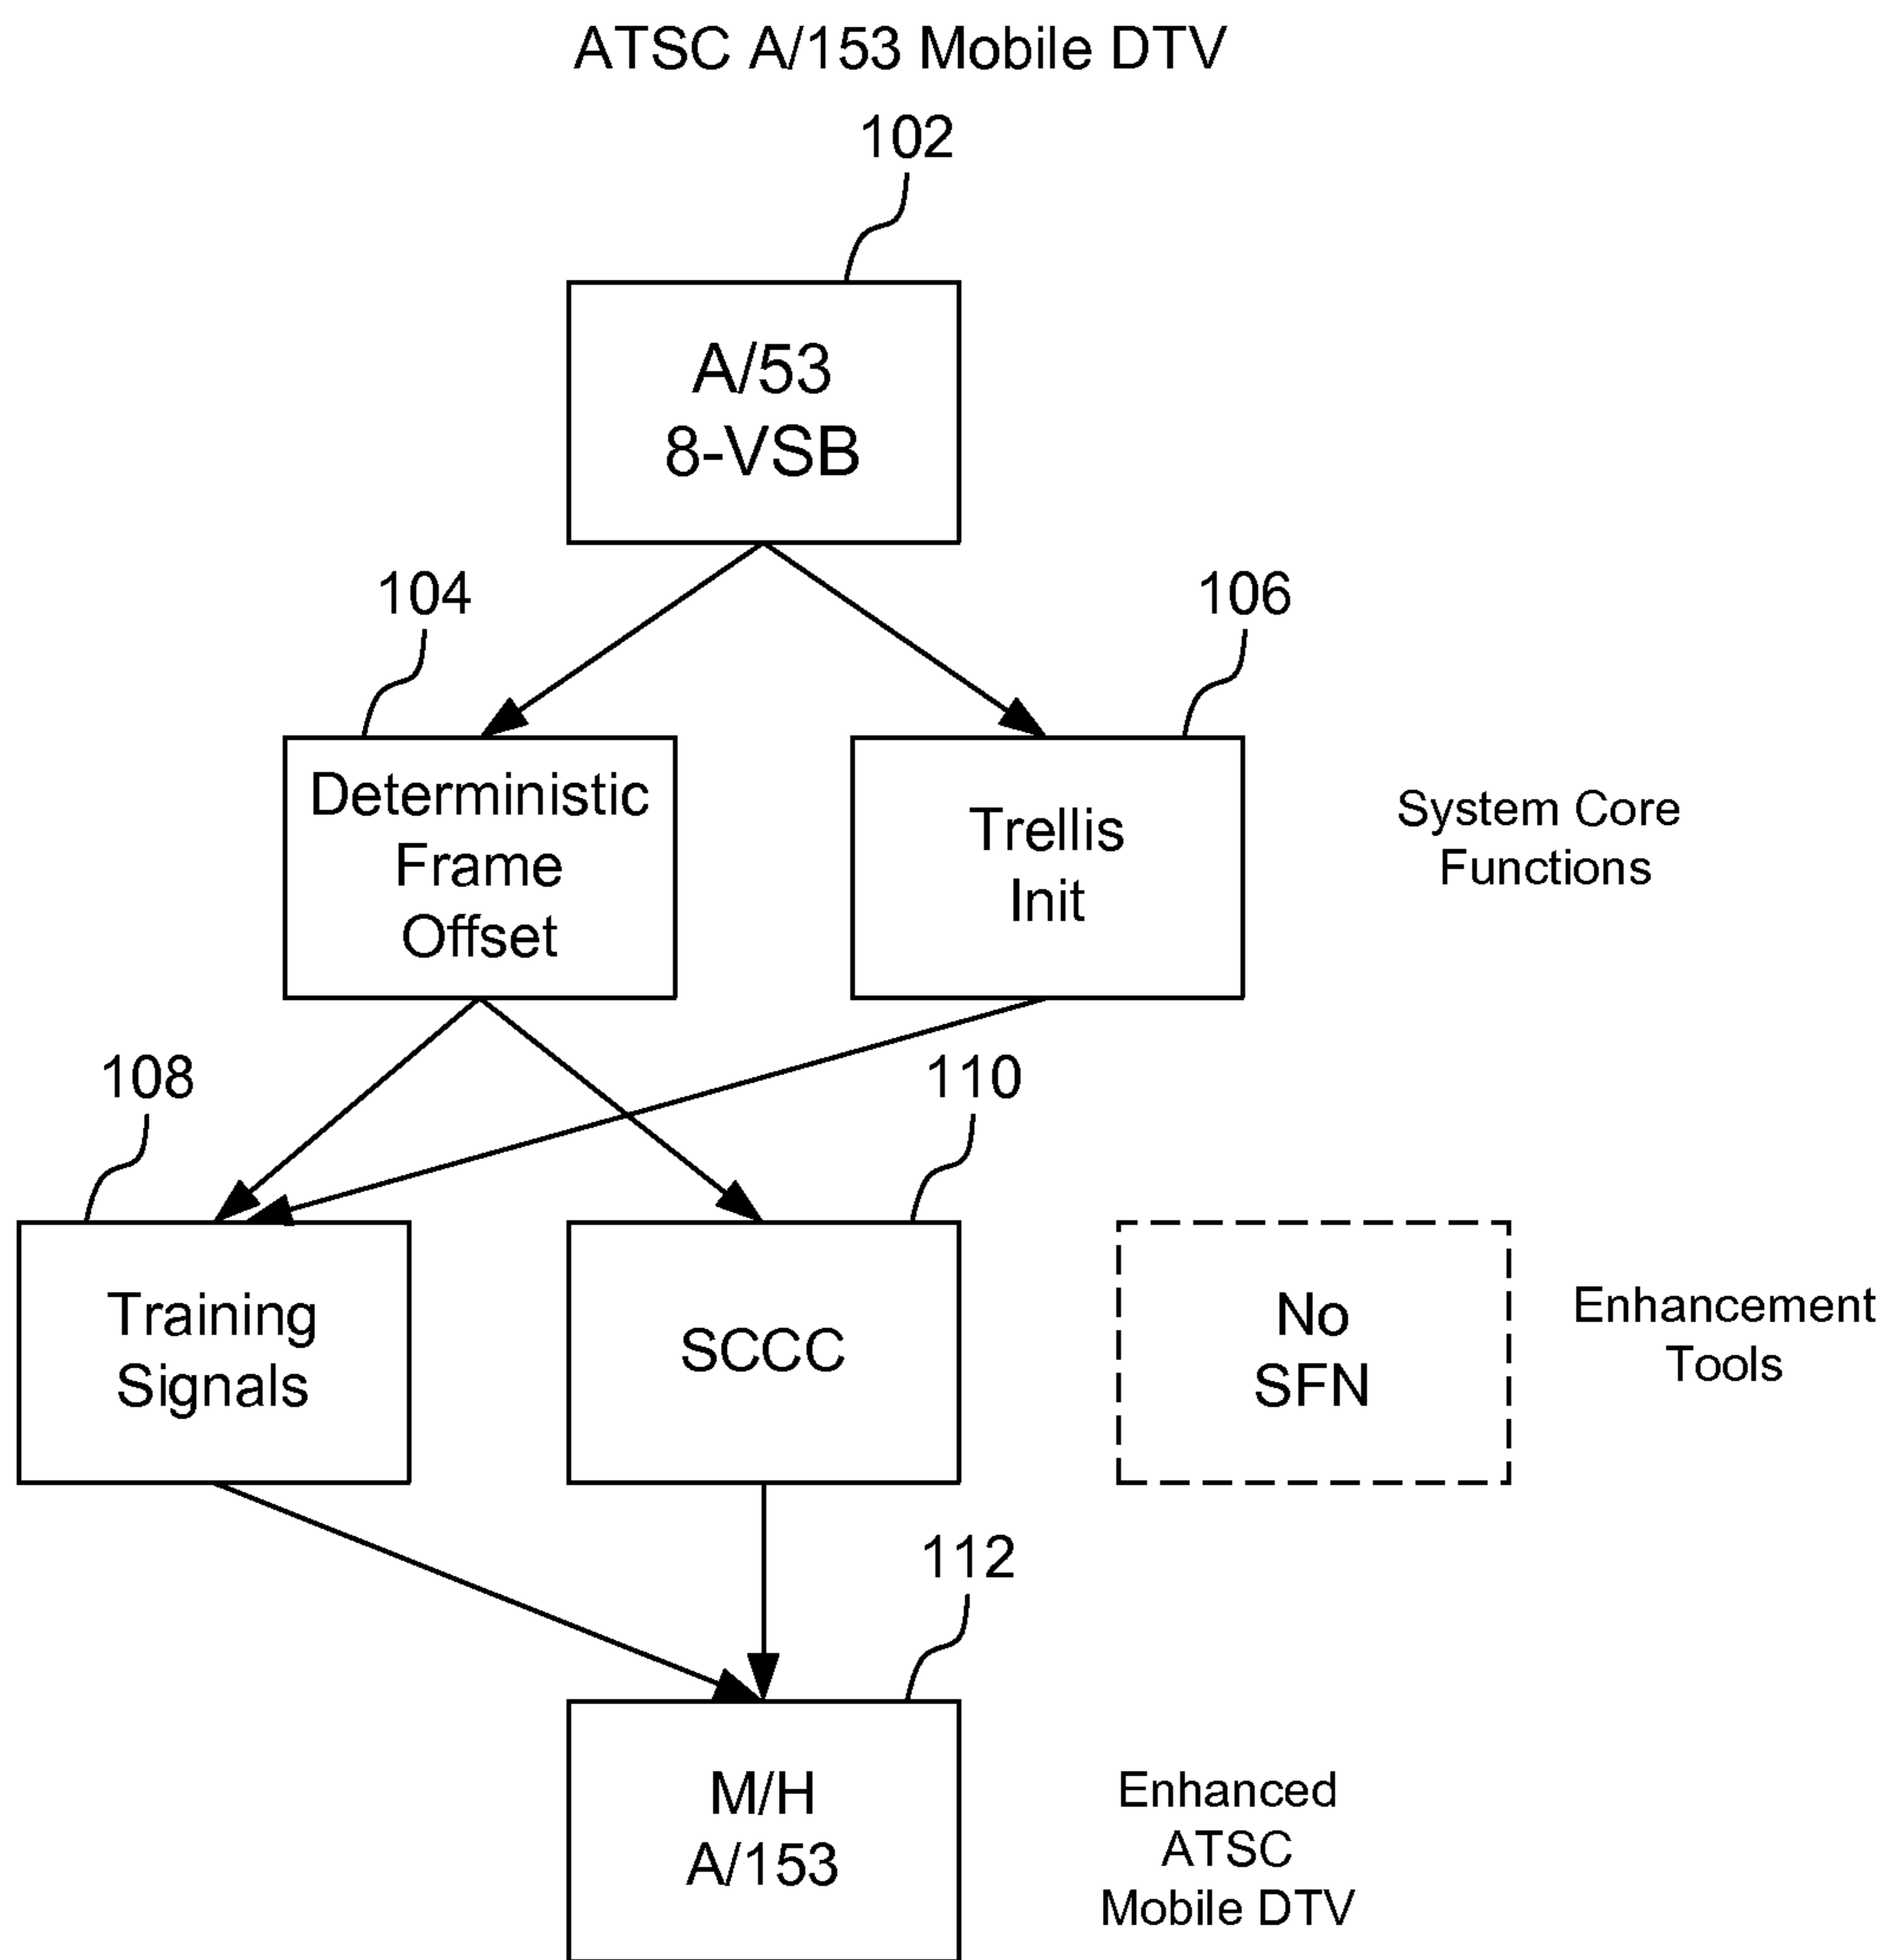 ATSC A/153 Mobile DTV
102
A/53
8-VSB
104
106
Deterministic
Frame
Offset
Trellis
Init
System Core
Functions
108
110
Training
Signals
SCCC
No
SFN
Enhancement
Tools
112
M/H
A/153
Enhanced
ATSC
Mobile DTV